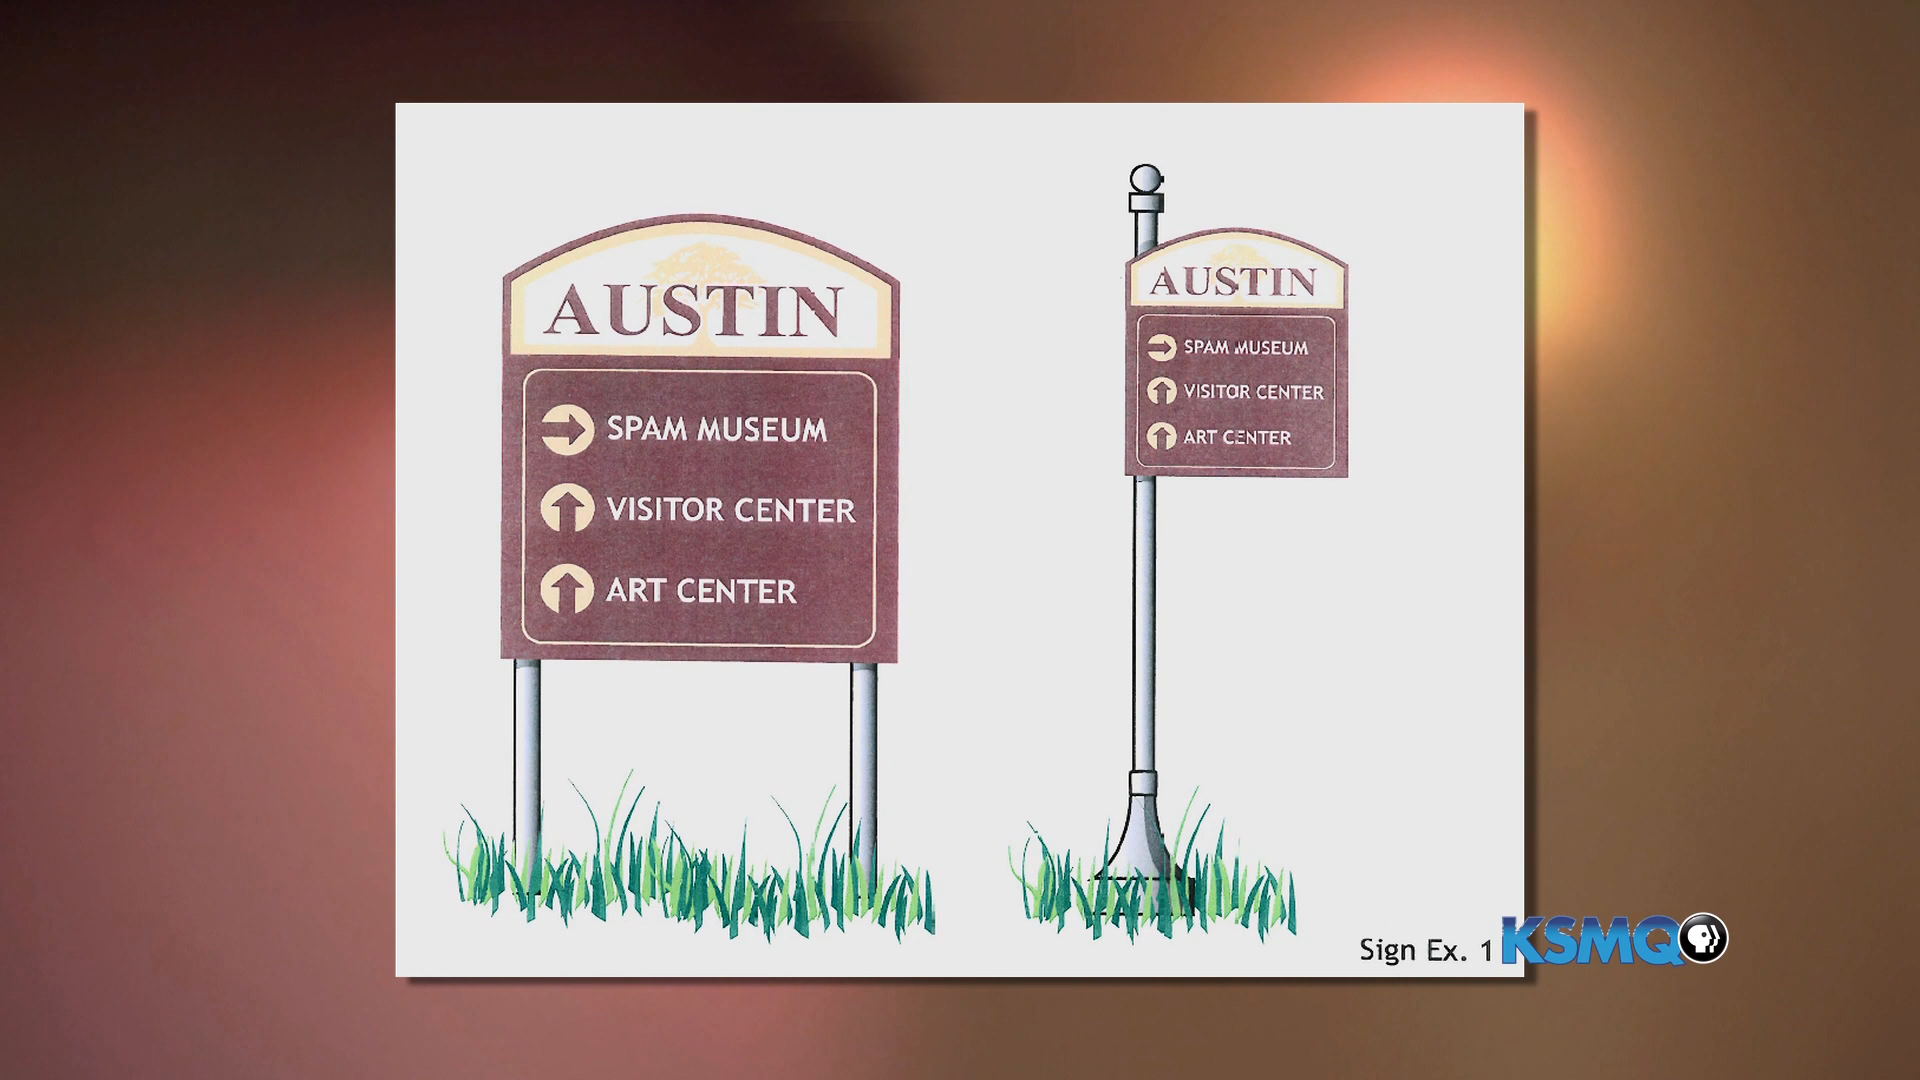 AUSTIN
SPAM MUSEUM
VISITOR CENTER
ART CENTER
AUSTIN
SPAM MUSEUM
VISITOR CENTER
ART CENTER
Sign Ex. 1
KSMQ